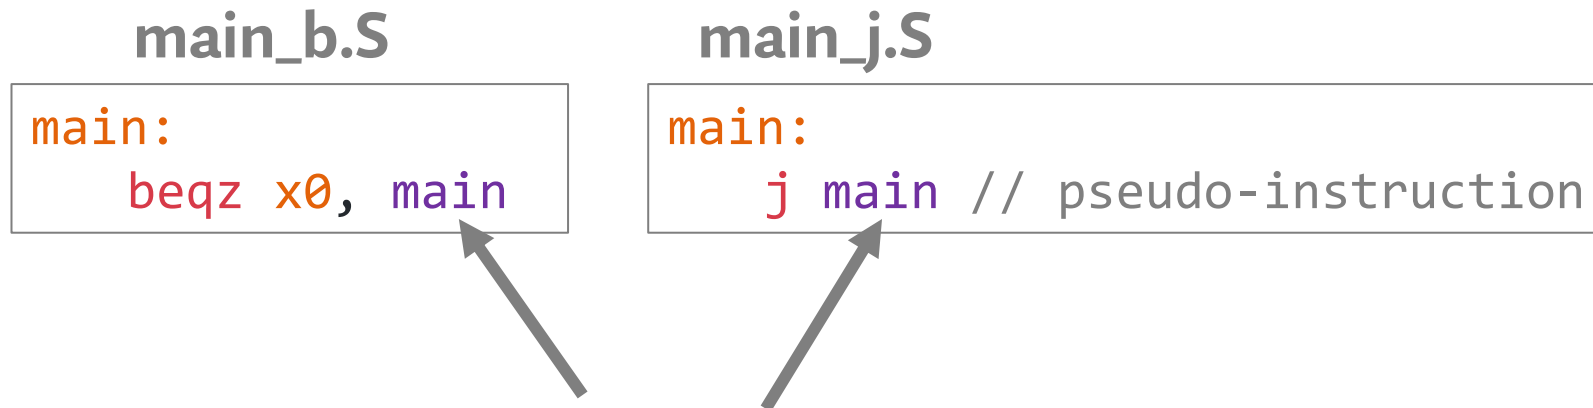 main_b.S
main:
beqz x0, main
main_j.S
main:
j main // pseudo-instruction